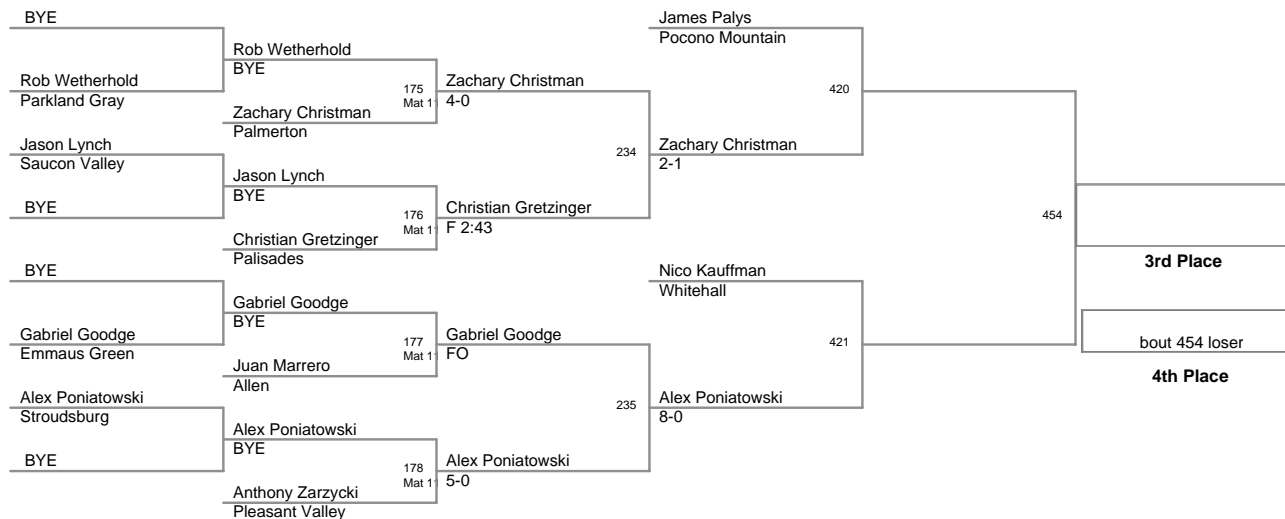 BYE
Rob Wetherhold
Parkland Gray
Jason Lynch
Saucon Valley
BYE
BYE
Gabriel Goodge
Emmaus Green
Alex Poniatowski
Stroudsburg
BYE
Rob Wetherhold
BYE
175
Mat 11
Zachary Christman
Palmerton
Jason Lynch
BYE
176
Mat 11
Christian Gretzinger
Palisades
Gabriel Goodge
BYE
177
Mat 11
Juan Marrero
Allen
Alex Poniatowski
BYE
178
Mat 11
Anthony Zarzycki
Pleasant Valley
Zachary Christman
4-0
234
Christian Gretzinger
F 2:43
Gabriel Goodge
FO
235
Alex Poniatowski
5-0
James Palys
Pocono Mountain
420
Zachary Christman
2-1
Nico Kauffman
Whitehall
421
Alex Poniatowski
8-0
454
3rd Place
bout 454 loser
4th Place